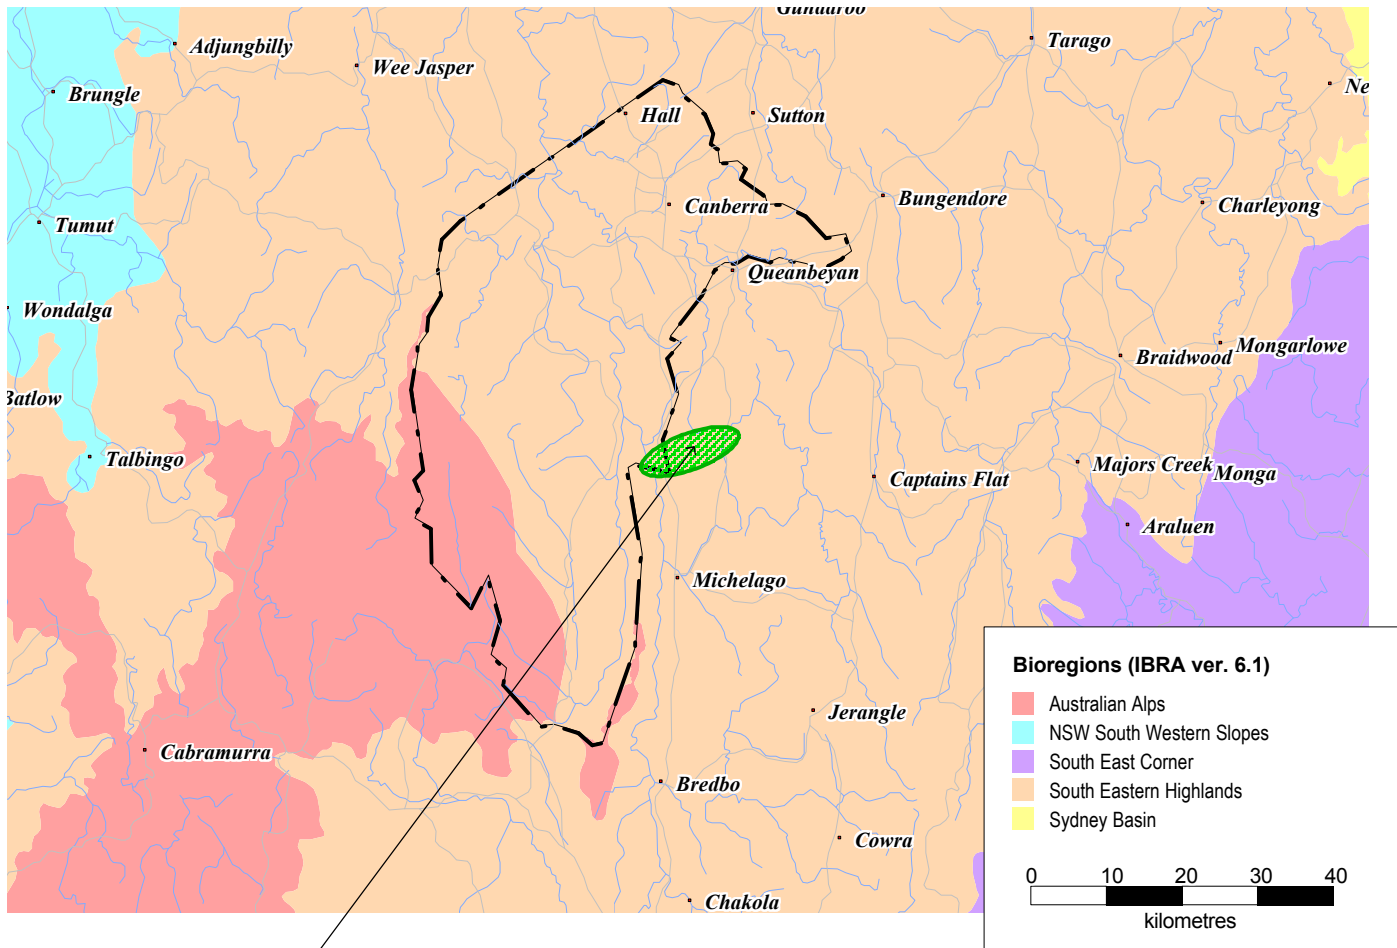 Gundaroo
Adjungbilly
Tarago
Wee Jasper
Brungle
Ne
Hall
Sutton
Canberra
Bungendore
Charleyong
Tumut
Queanbeyan
Wondalga
Mongarlowe
Braidwood
Batlow
Talbingo
Majors Creek
Monga
Captains Flat
Araluen
Michelago
Jerangle
Cabramurra
Bredbo
Cowra
Chakola
Bioregions (IBRA ver. 6.1)
Australian Alps
NSW South Western Slopes
South East Corner
South Eastern Highlands
Sydney Basin
0 10 20 30 40
kilometres